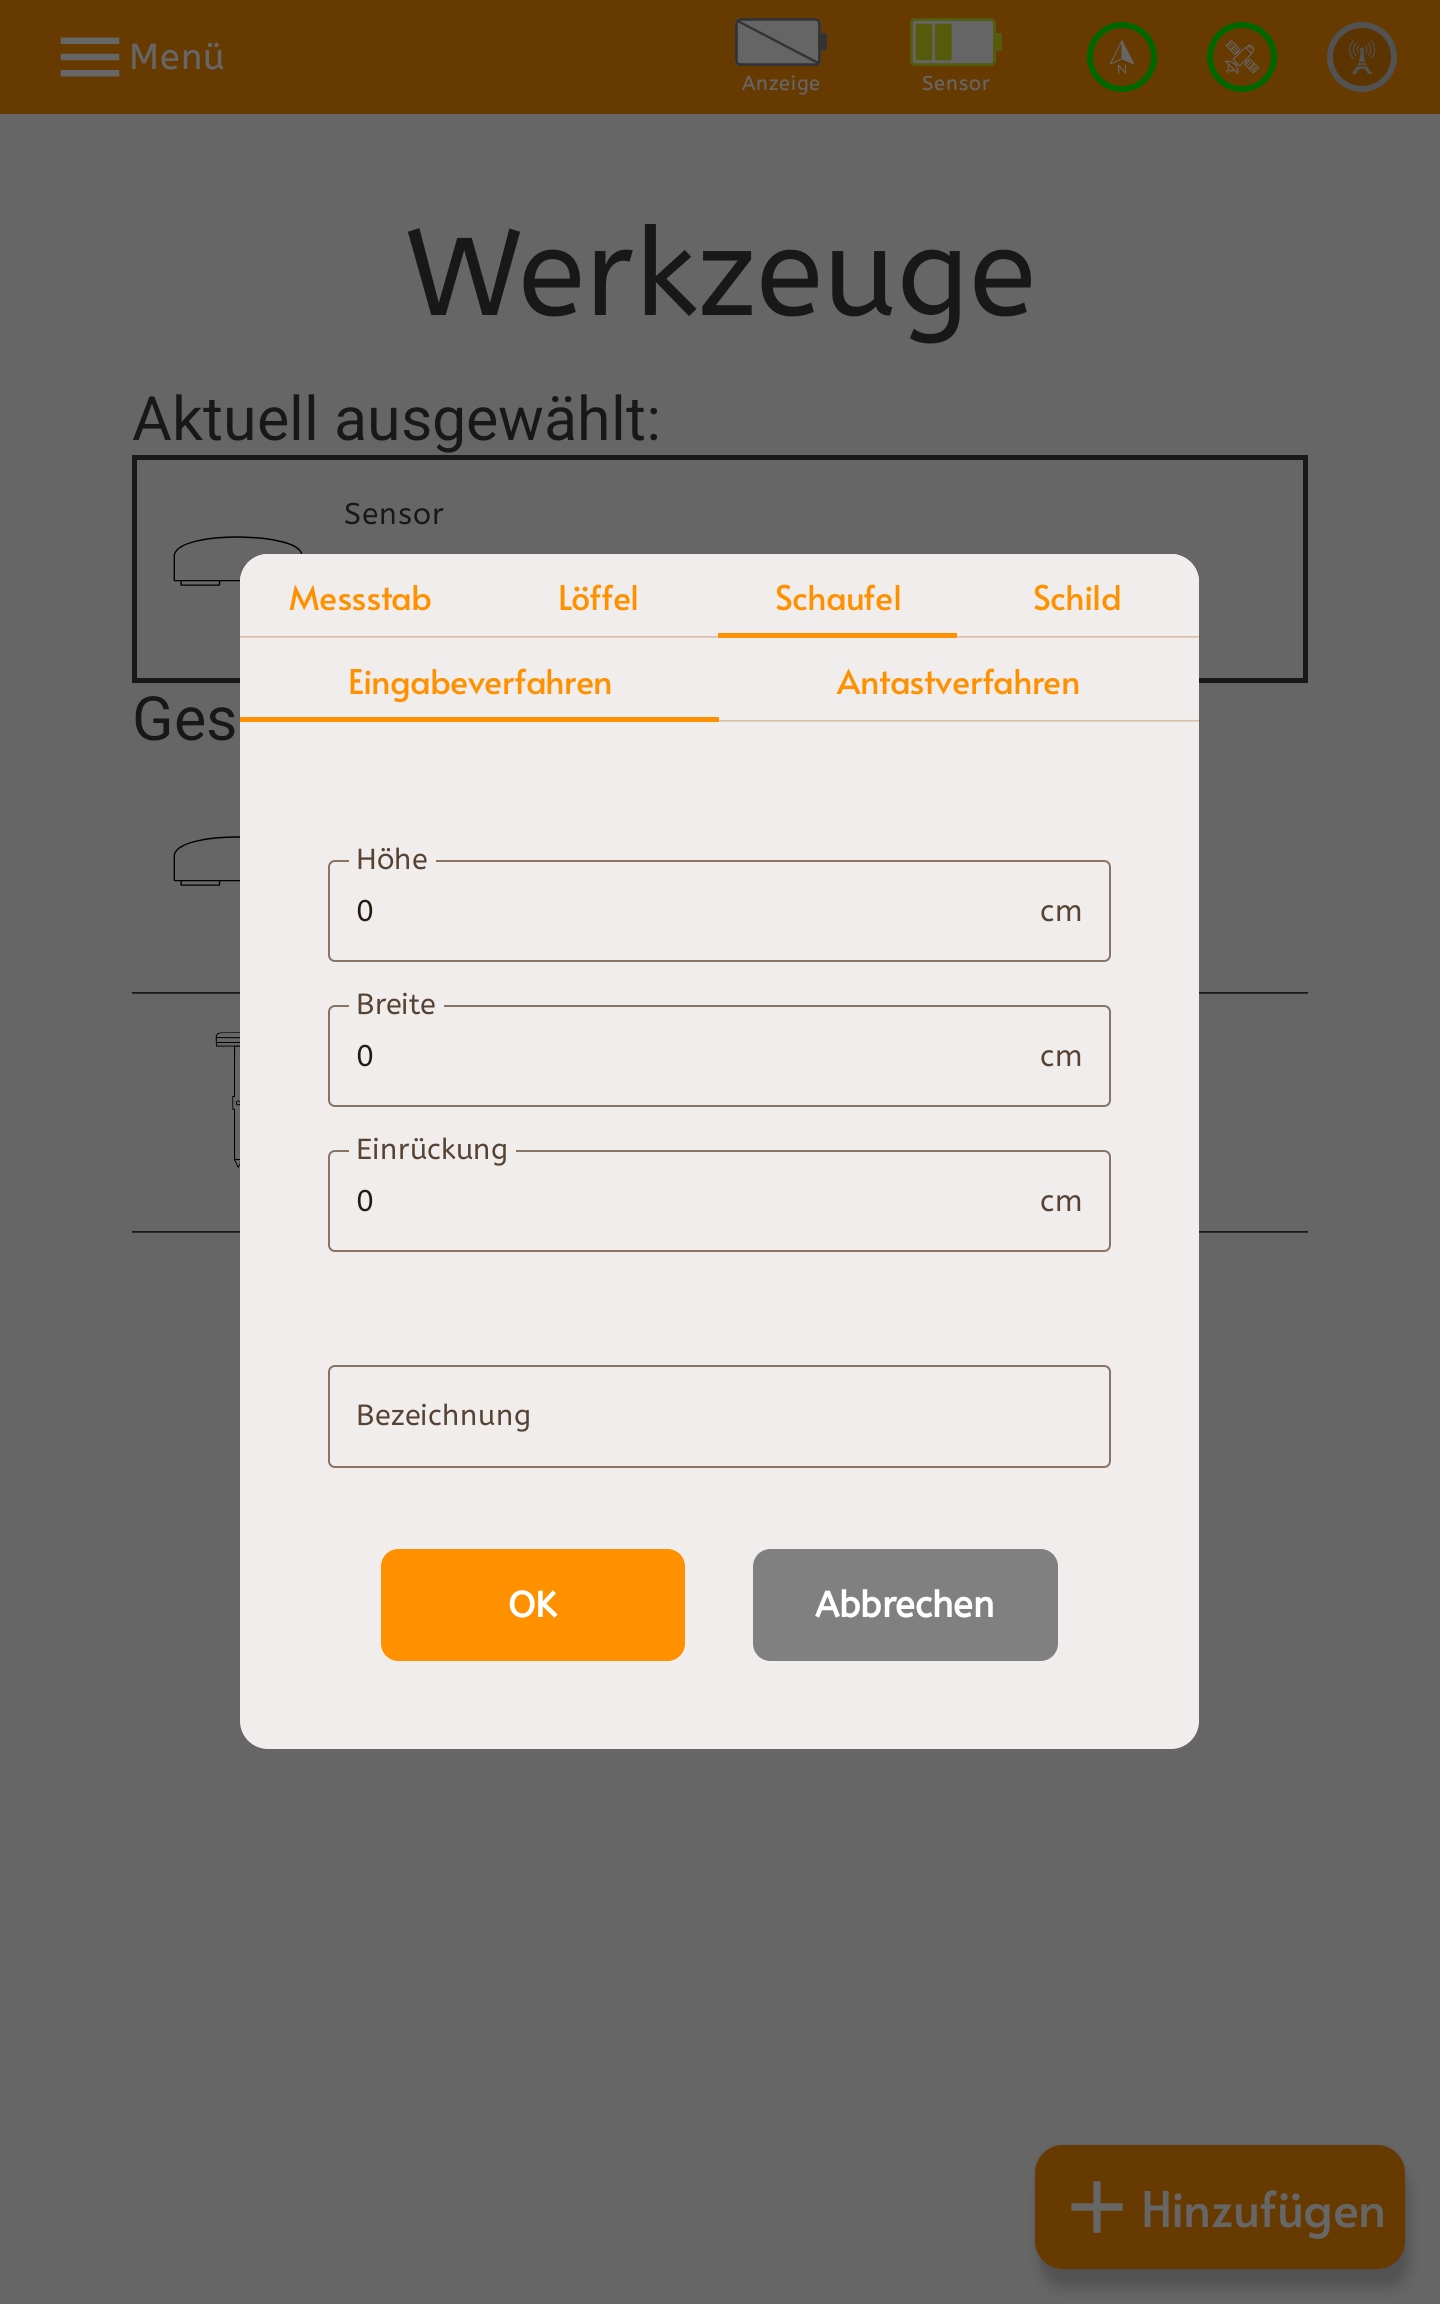 Menü
Anzeige
Sensor
N
Werkzeuge
Aktuell ausgewählt:
Sensor
Messstab Löffel Schaufel Schild
Eingabeverfahren Antastverfahren
Höhe
0 cm
Breite
0 cm
Einrückung
0 cm
Bezeichnung
OK Abbrechen
+ Hinzufügen